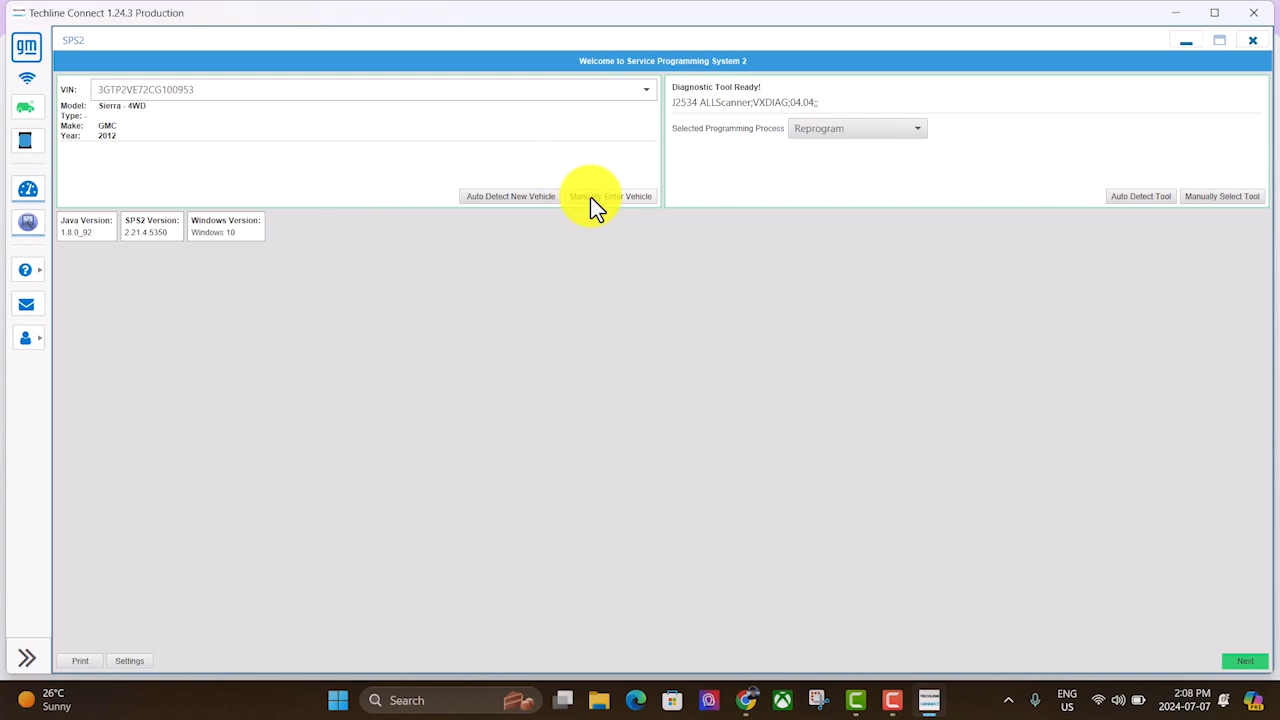 Techline Connect 1.24.3 Production
gm
SPS2
Welcome to Service Programming System 2
VIN: 3GTP2VE72CG100953
Model: Sierra - 4WD
Type: -
Make: GMC
Year: 2012
Auto Detect New Vehicle Manually Enter Vehicle
Diagnostic Tool Ready!
J2534 ALLScanner;VXDIAG;04.04;;
Selected Programming Process Reprogram
Auto Detect Tool Manually Select Tool
Java Version: SPS2 Version: Windows Version:
1.8.0_92 2.21.4.5350 Windows 10
Print Settings Next
26°C
Sunny
Search
ENG
US
2:08 PM
2024-07-07